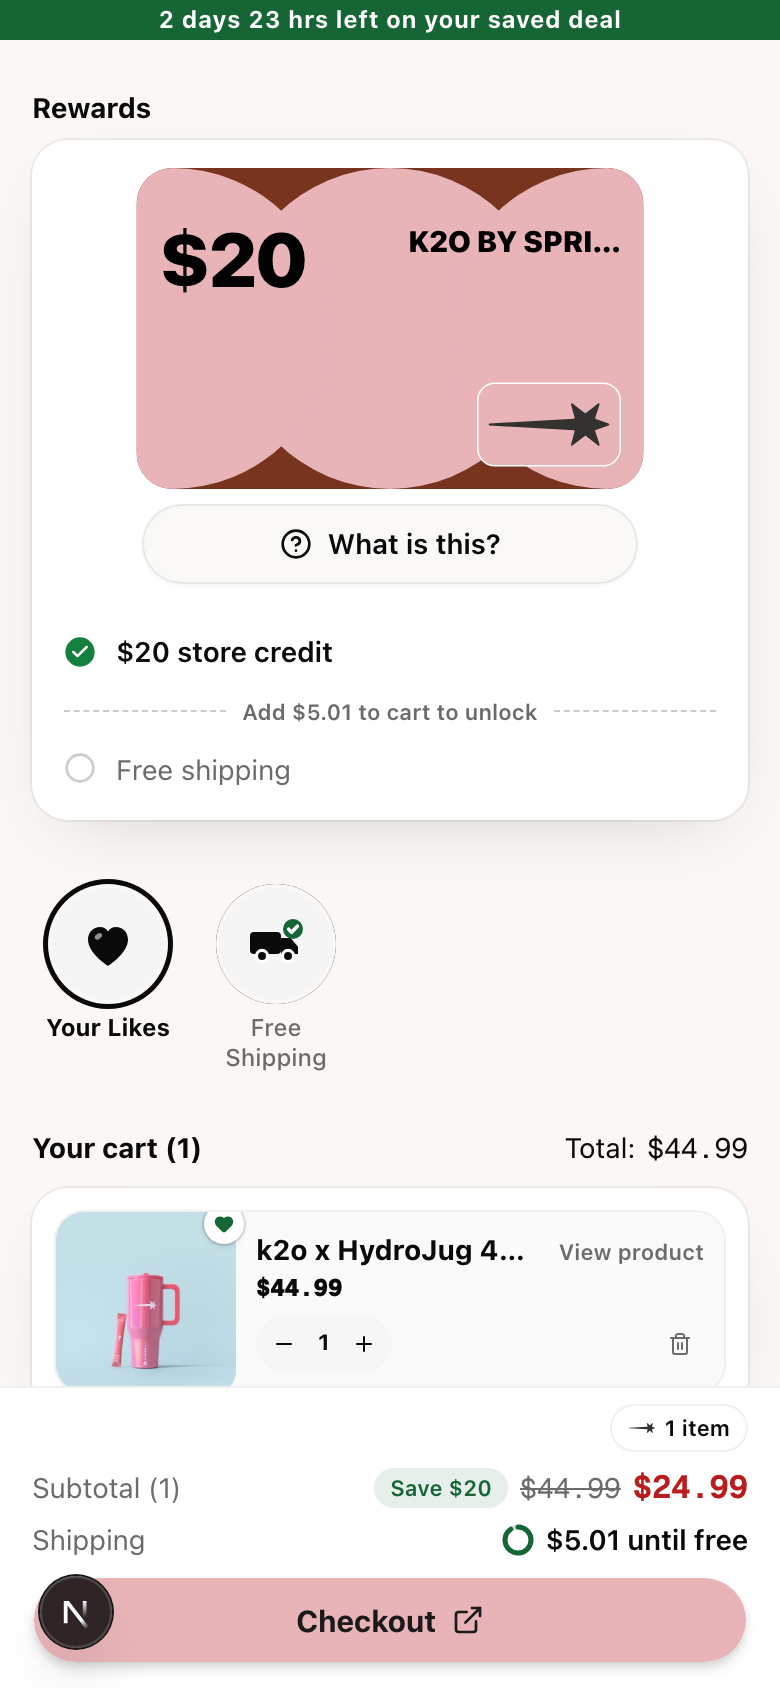 2 days 23 hrs left on your saved deal
Rewards
$20
K2O BY SPRI...
What is this?
$20 store credit
Add $5.01 to cart to unlock
Free shipping
Your Likes
Free
Shipping
Your cart (1)
Total: $44.99
k2o x HydroJug 4...
View product
$44.99
1
1 item
Subtotal (1)
Save $20
$44.99
$24.99
Shipping
$5.01 until free
N
Checkout